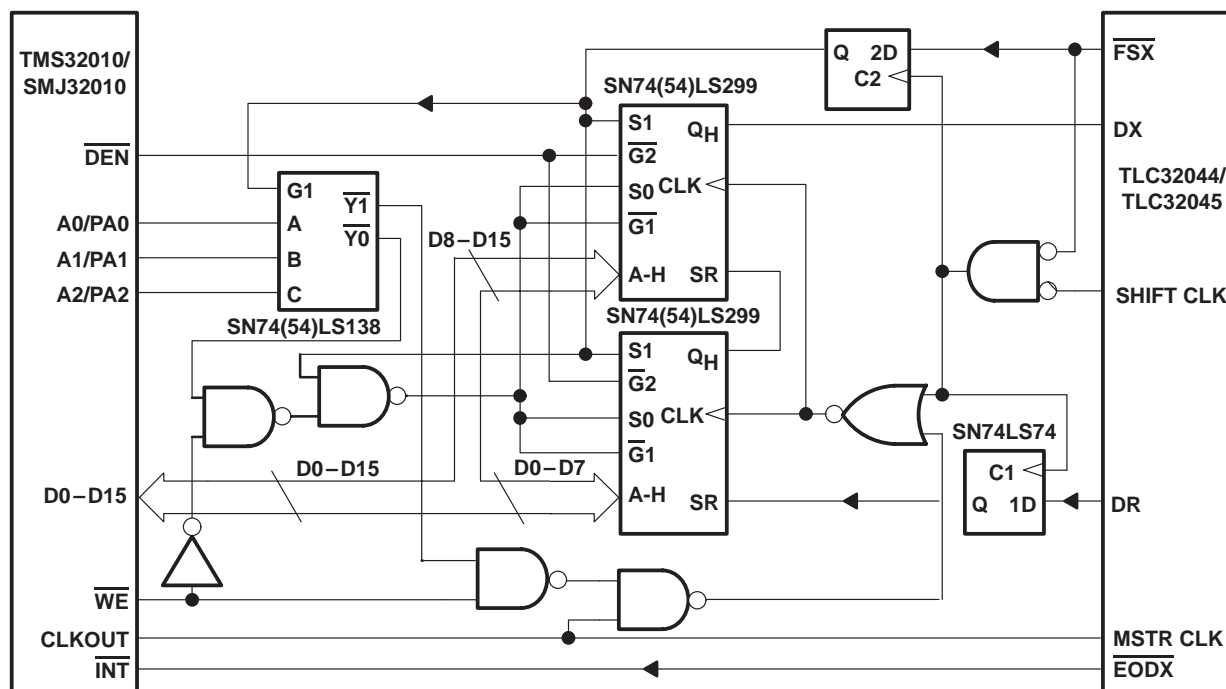 TMS32010/
SMJ32010
DEN
A0/PA0
A1/PA1
A2/PA2
D0–D15
WE
CLKOUT
INT
G1
A
B
C
Y1
Y0
SN74(54)LS138
SN74(54)LS299
S1
G2
S0
G1
A-H
QH
CLK
SR
D8–D15
SN74(54)LS299
S1
G2
S0
G1
A-H
QH
CLK
SR
D0–D15
D0–D7
Q 2D
C2
SN74LS74
C1
Q 1D
FSX
DX
TLC32044/
TLC32045
SHIFT CLK
DR
MSTR CLK
EODX